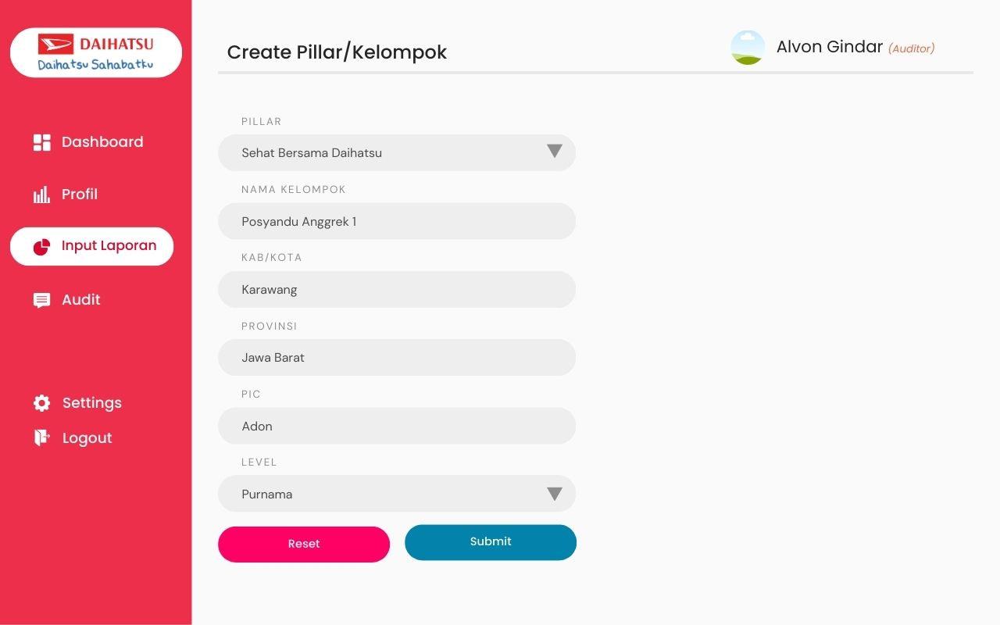 DAIHATSU
Daihatsu Sahabatku
Dashboard
Profil
Input Laporan
Audit
Settings
Logout
Create Pillar/Kelompok
Alvon Gindar (Auditor)
PILLAR
Sehat Bersama Daihatsu
NAMA KELOMPOK
Posyandu Anggrek 1
KAB/KOTA
Karawang
PROVINSI
Jawa Barat
PIC
Adon
LEVEL
Purnama
Reset
Submit